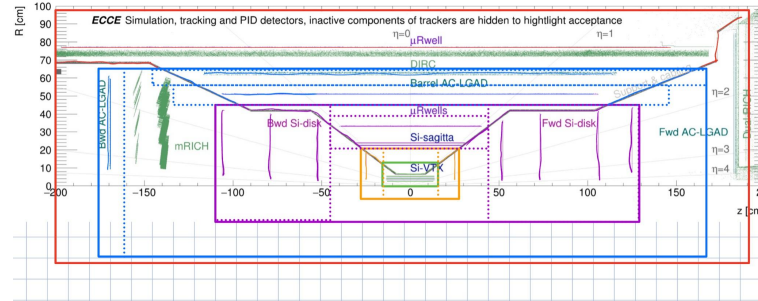 R [cm]
100
90
80
70
60
50
40
30
20
10
0
ECCE Simulation, tracking and PID detectors, inactive components of trackers are hidden to hightlight acceptance
η=0
η=1
μRwell
DIRC
Barrel AC-LGAD
η=2
μRwells
Bwd AC-LGAD
Bwd Si-disk
Fwd Si-disk
Fwd AC-LGAD
Dual RICH
Si-sagitta
mRICH
η=3
Si-VTX
η=4
−200
−150
−100
−50
0
50
100
150
z [cm